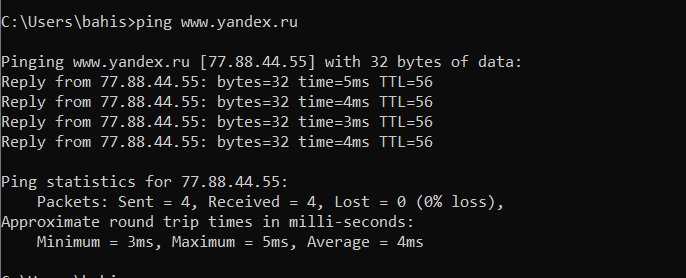 C:\Users\bahis>ping www.yandex.ru
Pinging www.yandex.ru [77.88.44.55] with 32 bytes of data:
Reply from 77.88.44.55: bytes=32 time=5ms TTL=56
Reply from 77.88.44.55: bytes=32 time=4ms TTL=56
Reply from 77.88.44.55: bytes=32 time=3ms TTL=56
Reply from 77.88.44.55: bytes=32 time=4ms TTL=56
Ping statistics for 77.88.44.55:
    Packets: Sent = 4, Received = 4, Lost = 0 (0% loss),
Approximate round trip times in milli-seconds:
    Minimum = 3ms, Maximum = 5ms, Average = 4ms